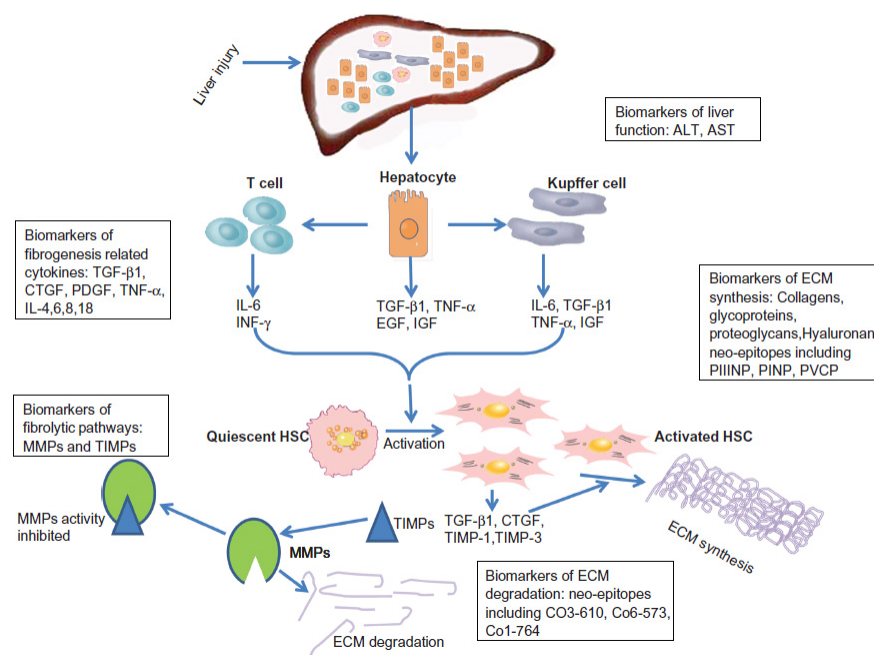 Liver injury
Biomarkers of liver
function: ALT, AST
T cell
Hepatocyte
Kupffer cell
Biomarkers of
fibrogenesis related
cytokines: TGF-β1,
CTGF, PDGF, TNF-α,
IL-4,6,8,18
IL-6
INF-γ
TGF-β1, TNF-α
EGF, IGF
IL-6, TGF-β1
TNF-α, IGF
Biomarkers of ECM
synthesis: Collagens,
glycoproteins,
proteoglycans,Hyaluronan
neo-epitopes including
PIIINP, PINP, PVCP
Biomarkers of
fibrolytic pathways:
MMPs and TIMPs
Quiescent HSC
Activation
Activated HSC
MMPs activity
inhibited
MMPs
TIMPs
TGF-β1, CTGF,
TIMP-1,TIMP-3
ECM synthesis
ECM degradation
Biomarkers of ECM
degradation: neo-epitopes
including CO3-610, Co6-573,
Co1-764